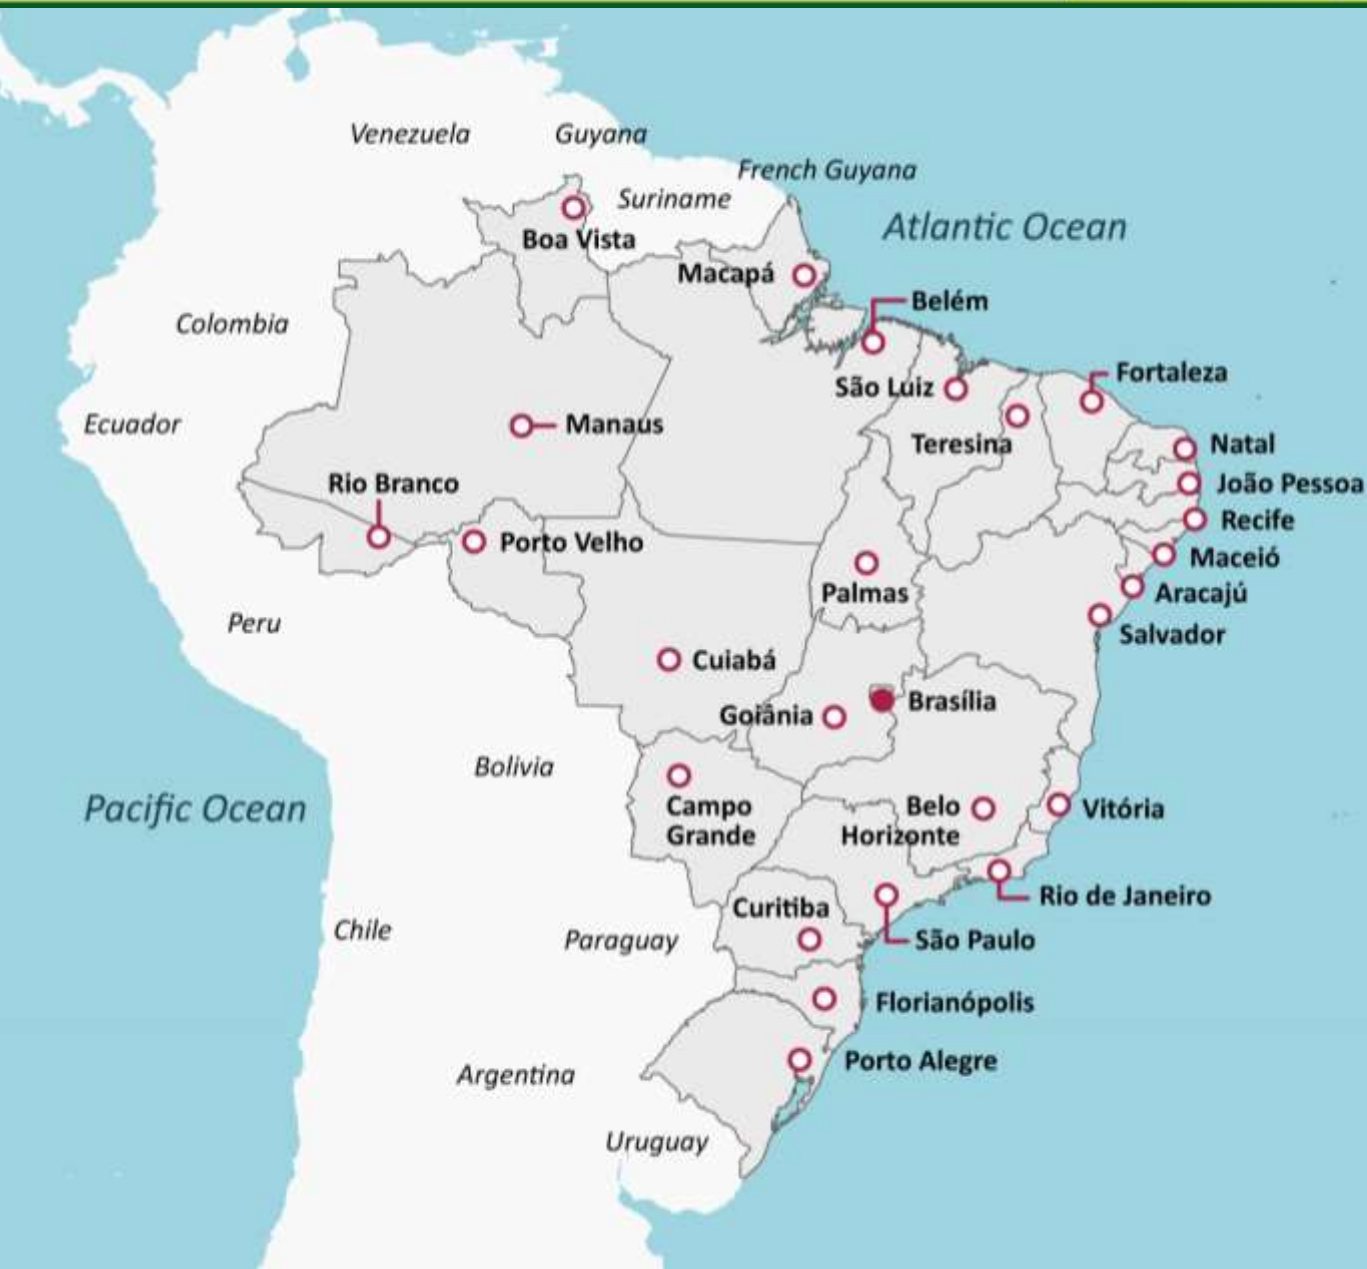 Venezuela
Guyana
French Guyana
Suriname
Atlantic Ocean
Boa Vista
Macapá
Belém
Colombia
Fortaleza
São Luiz
Ecuador
Manaus
Teresina
Natal
Rio Branco
João Pessoa
Recife
Porto Velho
Maceió
Palmas
Aracajú
Peru
Salvador
Cuiabá
Brasília
Goiânia
Bolivia
Pacific Ocean
Campo
Grande
Belo
Horizonte
Vitória
Rio de Janeiro
Curitiba
Chile
Paraguay
São Paulo
Florianópolis
Porto Alegre
Argentina
Uruguay